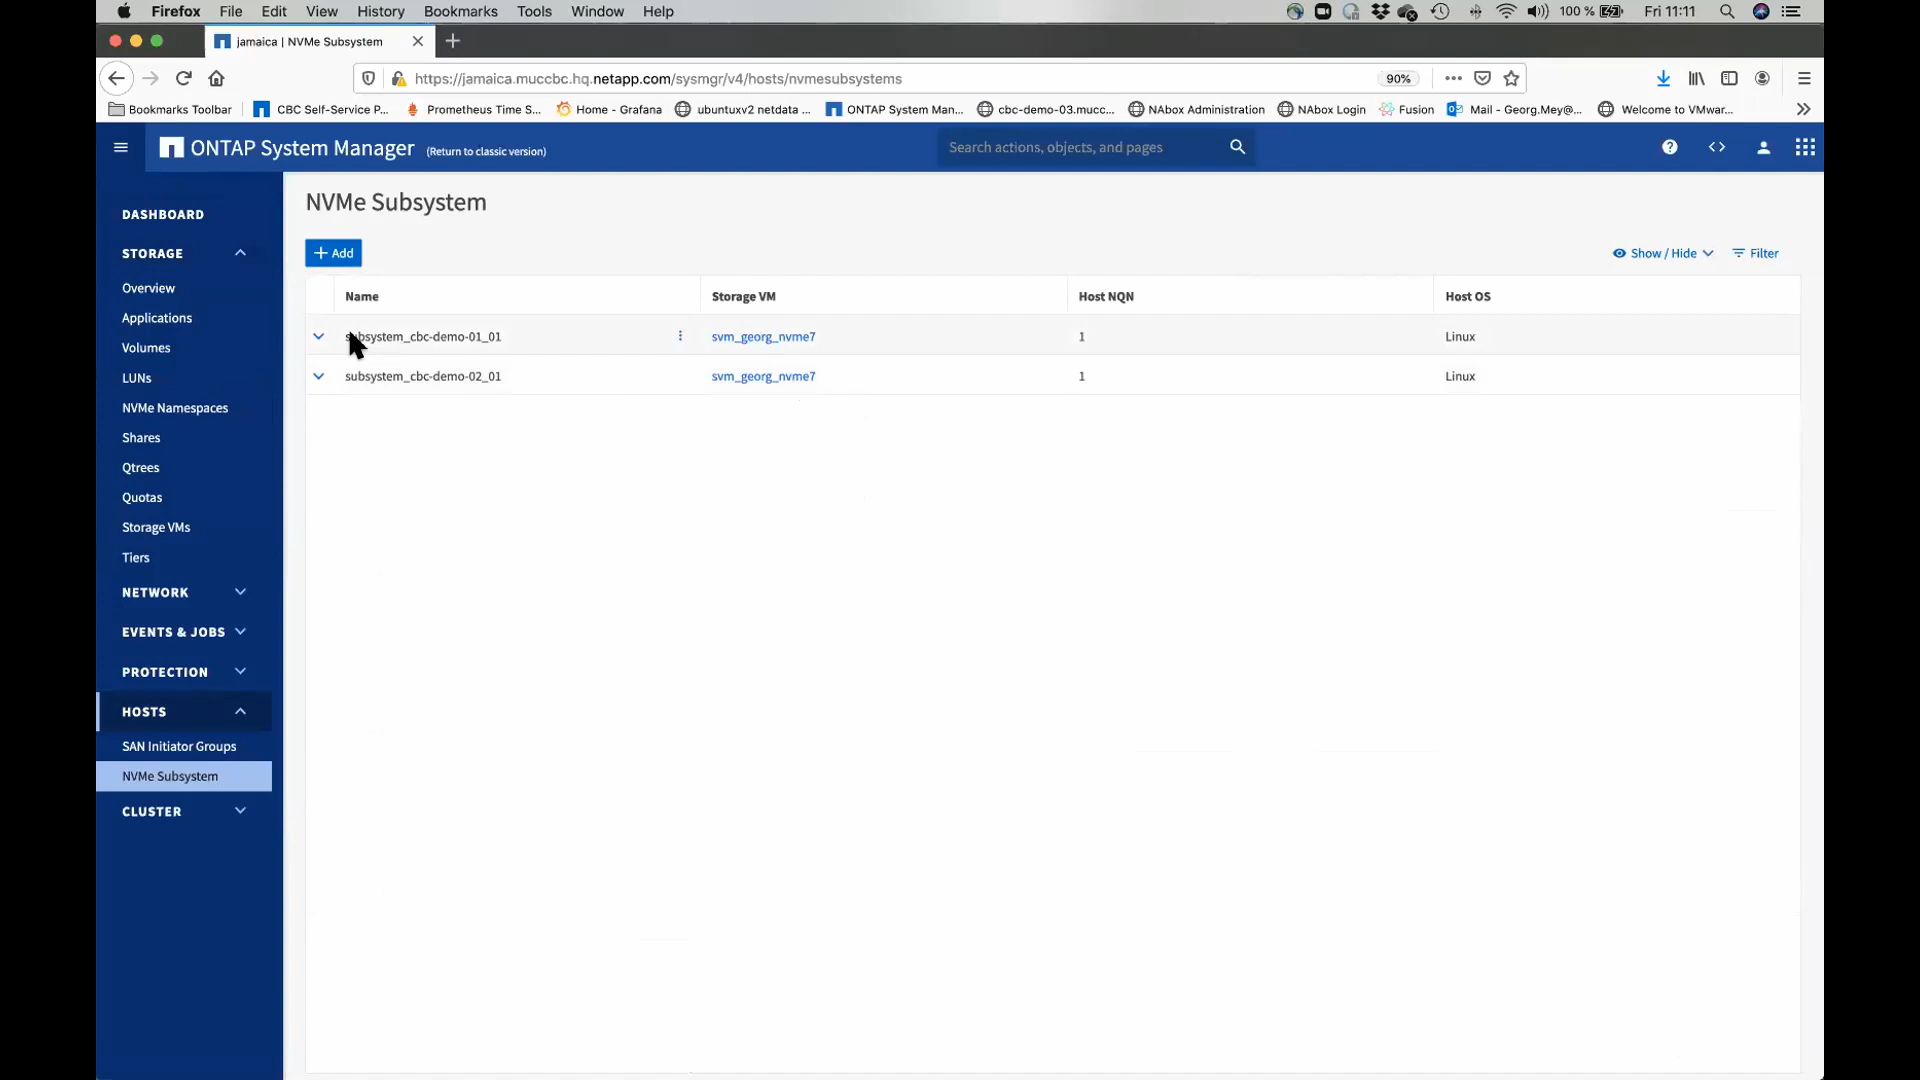 Firefox File Edit View History Bookmarks Tools Window Help 100 % Fri 11:11
jamaica | NVMe Subsystem
https://jamaica.muccbc.hq.netapp.com/sysmgr/v4/hosts/nvmesubsystems 90%
Bookmarks Toolbar CBC Self-Service P... Prometheus Time S... Home - Grafana ubuntuxv2 netdata ... ONTAP System Man... cbc-demo-03.mucc... NAbox Administration NAbox Login Fusion Mail - Georg.Mey@... Welcome to VMwar...
ONTAP System Manager (Return to classic version) Search actions, objects, and pages
DASHBOARD
STORAGE
Overview
Applications
Volumes
LUNs
NVMe Namespaces
Shares
Qtrees
Quotas
Storage VMs
Tiers
NETWORK
EVENTS & JOBS
PROTECTION
HOSTS
SAN Initiator Groups
NVMe Subsystem
CLUSTER
NVMe Subsystem
+ Add Show / Hide Filter
Name Storage VM Host NQN Host OS
subsystem_cbc-demo-01_01 svm_georg_nvme7 1 Linux
subsystem_cbc-demo-02_01 svm_georg_nvme7 1 Linux